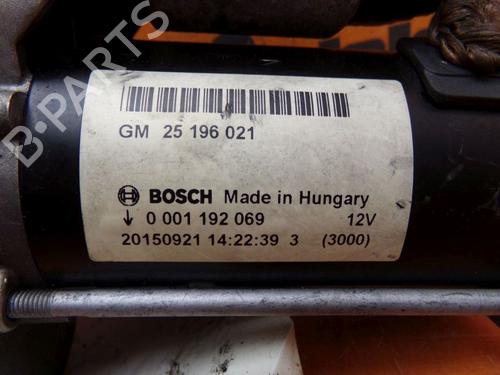 B-PARTS
GM 25 196 021
BOSCH Made in Hungary
↓ 0 001 192 069 12V
20150921 14:22:39 3 (3000)